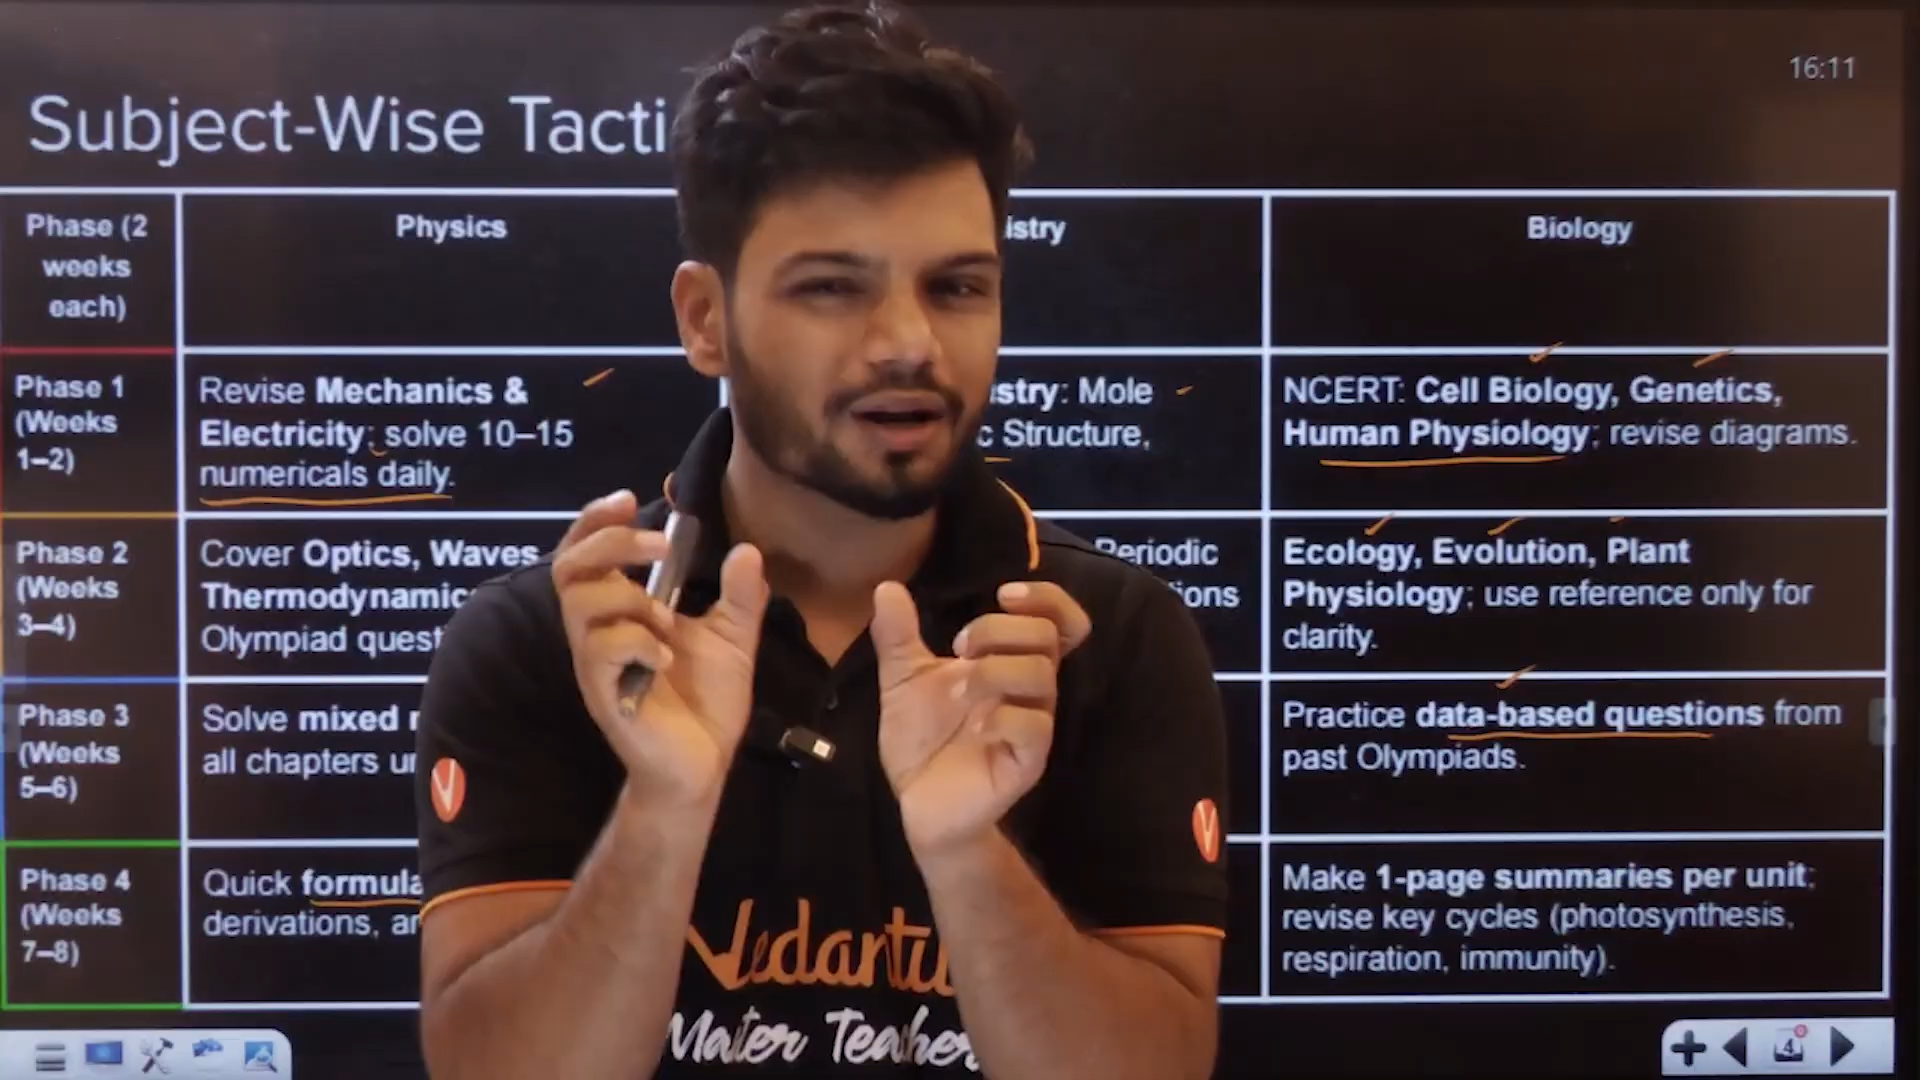 16:11
Subject-Wise Tacti
Phase (2
weeks
each)
Physics
istry
Biology
Phase 1
(Weeks
1–2)
Revise Mechanics &
Electricity; solve 10–15
numericals daily.
stry: Mole
c Structure,
NCERT: Cell Biology, Genetics,
Human Physiology; revise diagrams.
Phase 2
(Weeks
3–4)
Cover Optics, Waves
Thermodynamic
Olympiad quest
Periodic
ions
Ecology, Evolution, Plant
Physiology; use reference only for
clarity.
Phase 3
(Weeks
5–6)
Solve mixed
all chapters
Practice data-based questions from
past Olympiads.
Phase 4
(Weeks
7–8)
Quick formula
derivations,
Make 1-page summaries per unit;
revise key cycles (photosynthesis,
respiration, immunity).
Vedantu
Master Teacher
4